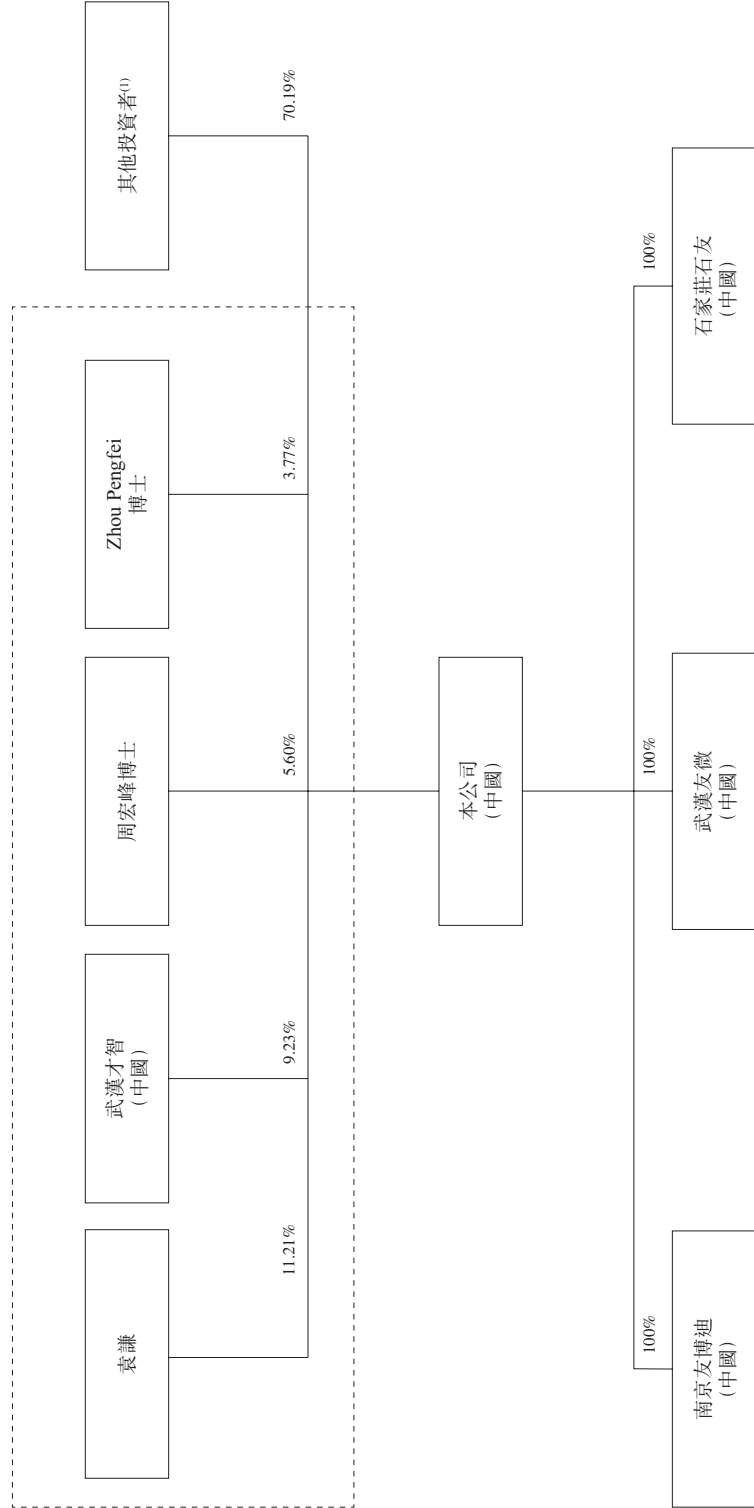 袁謙
武漢才智
（中國）
周宏峰博士
Zhou Pengfei
博士
其他投資者(1)
11.21%
9.23%
5.60%
3.77%
70.19%
本公司
（中國）
100%
100%
100%
南京友博迪
（中國）
武漢友微
（中國）
石家莊石友
（中國）